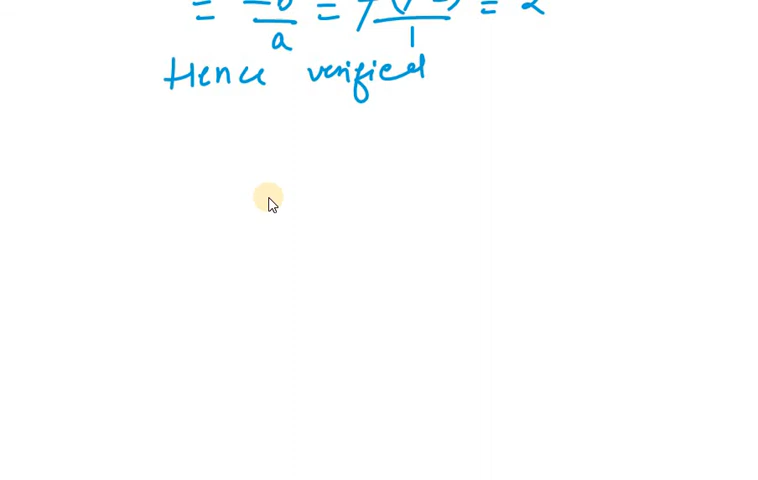 = -b/a = -(-2)/1 = 2
Hence verified